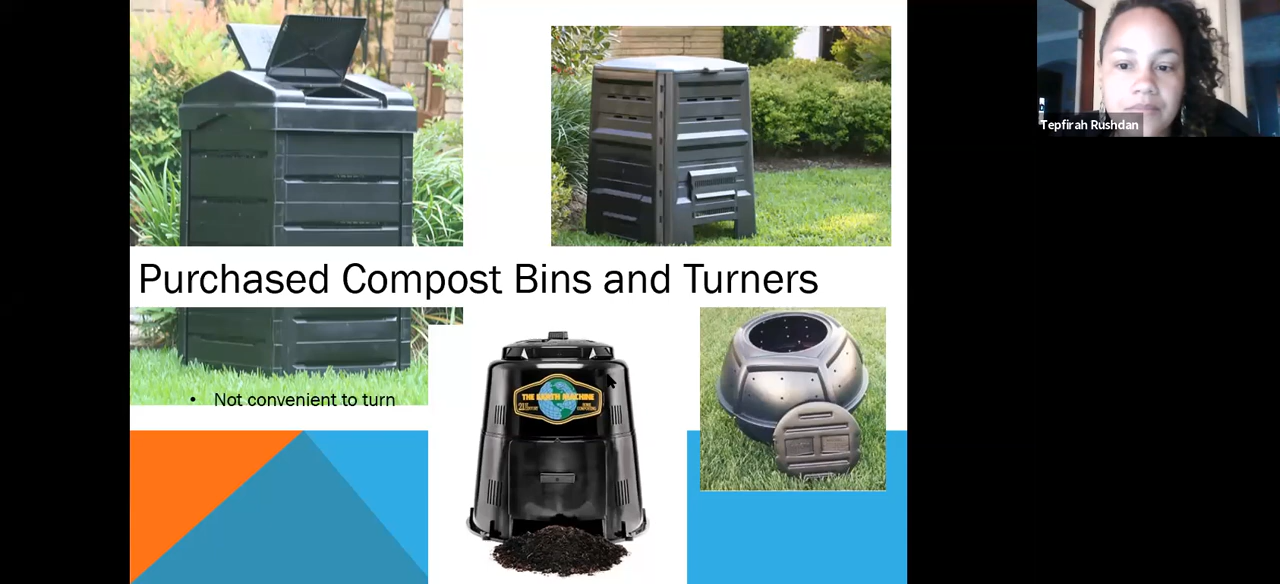 Tepfirah Rushdan
Purchased Compost Bins and Turners
• Not convenient to turn
THE EARTH MACHINE